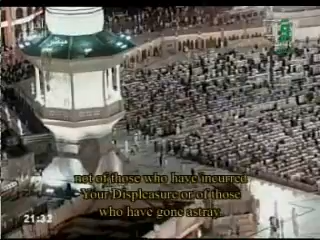 not of those who have incurred
Your Displeasure or of those
who have gone astray.
21:32